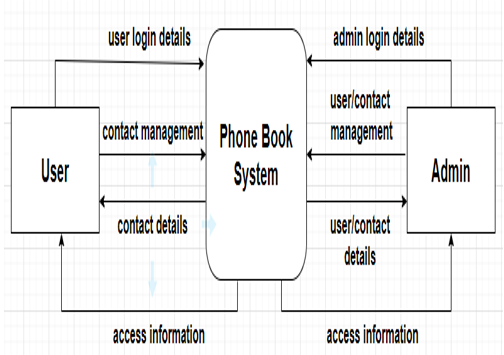 user login details
admin login details
user/contact
management
contact management
Phone Book
System
User
Admin
contact details
user/contact
details
access information
access information